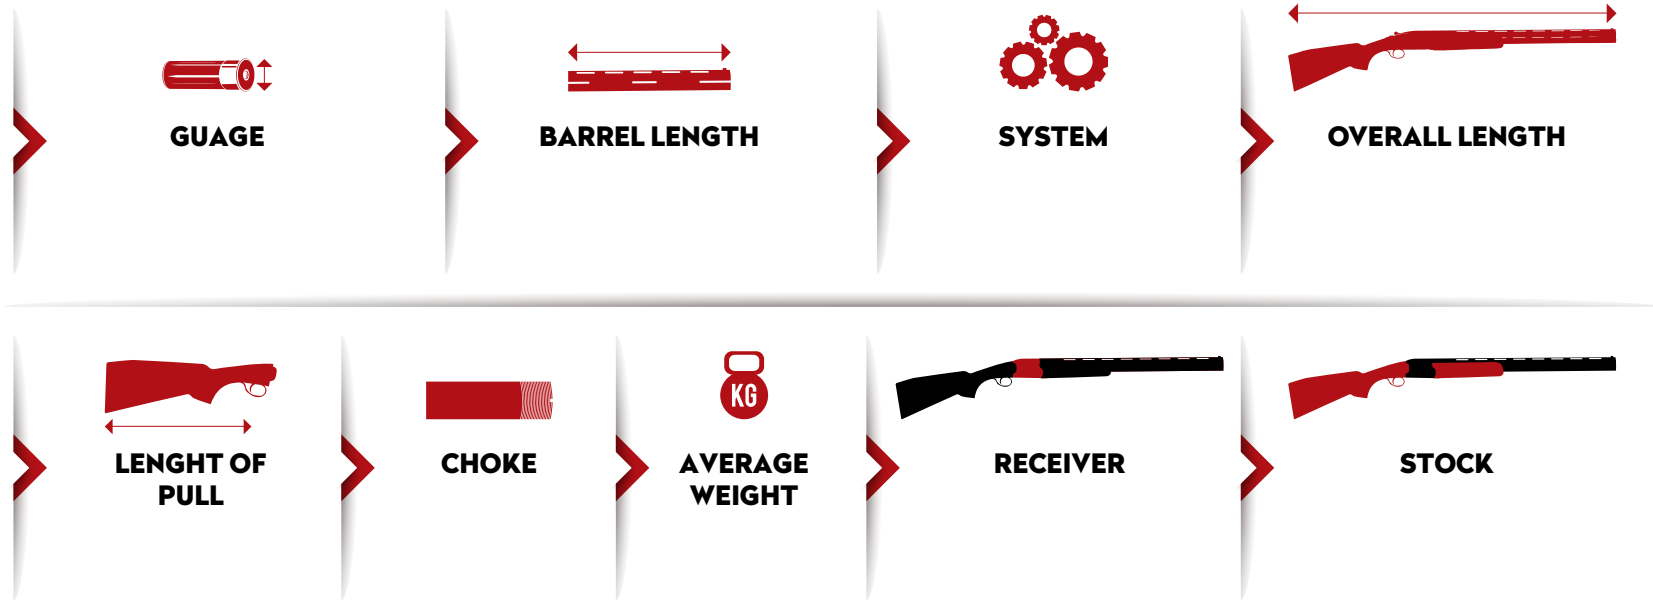 GUAGE
BARREL LENGTH
SYSTEM
OVERALL LENGTH
LENGHT OF
PULL
CHOKE
KG
AVERAGE
WEIGHT
RECEIVER
STOCK